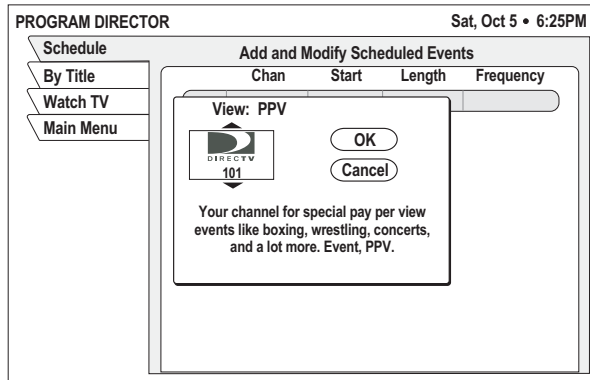 PROGRAM DIRECTOR
Sat, Oct 5 • 6:25PM
Schedule
By Title
Watch TV
Main Menu
Add and Modify Scheduled Events
Chan Start Length Frequency
View: PPV
DIRECTV
101
OK
Cancel
Your channel for special pay per view
events like boxing, wrestling, concerts,
and a lot more. Event, PPV.